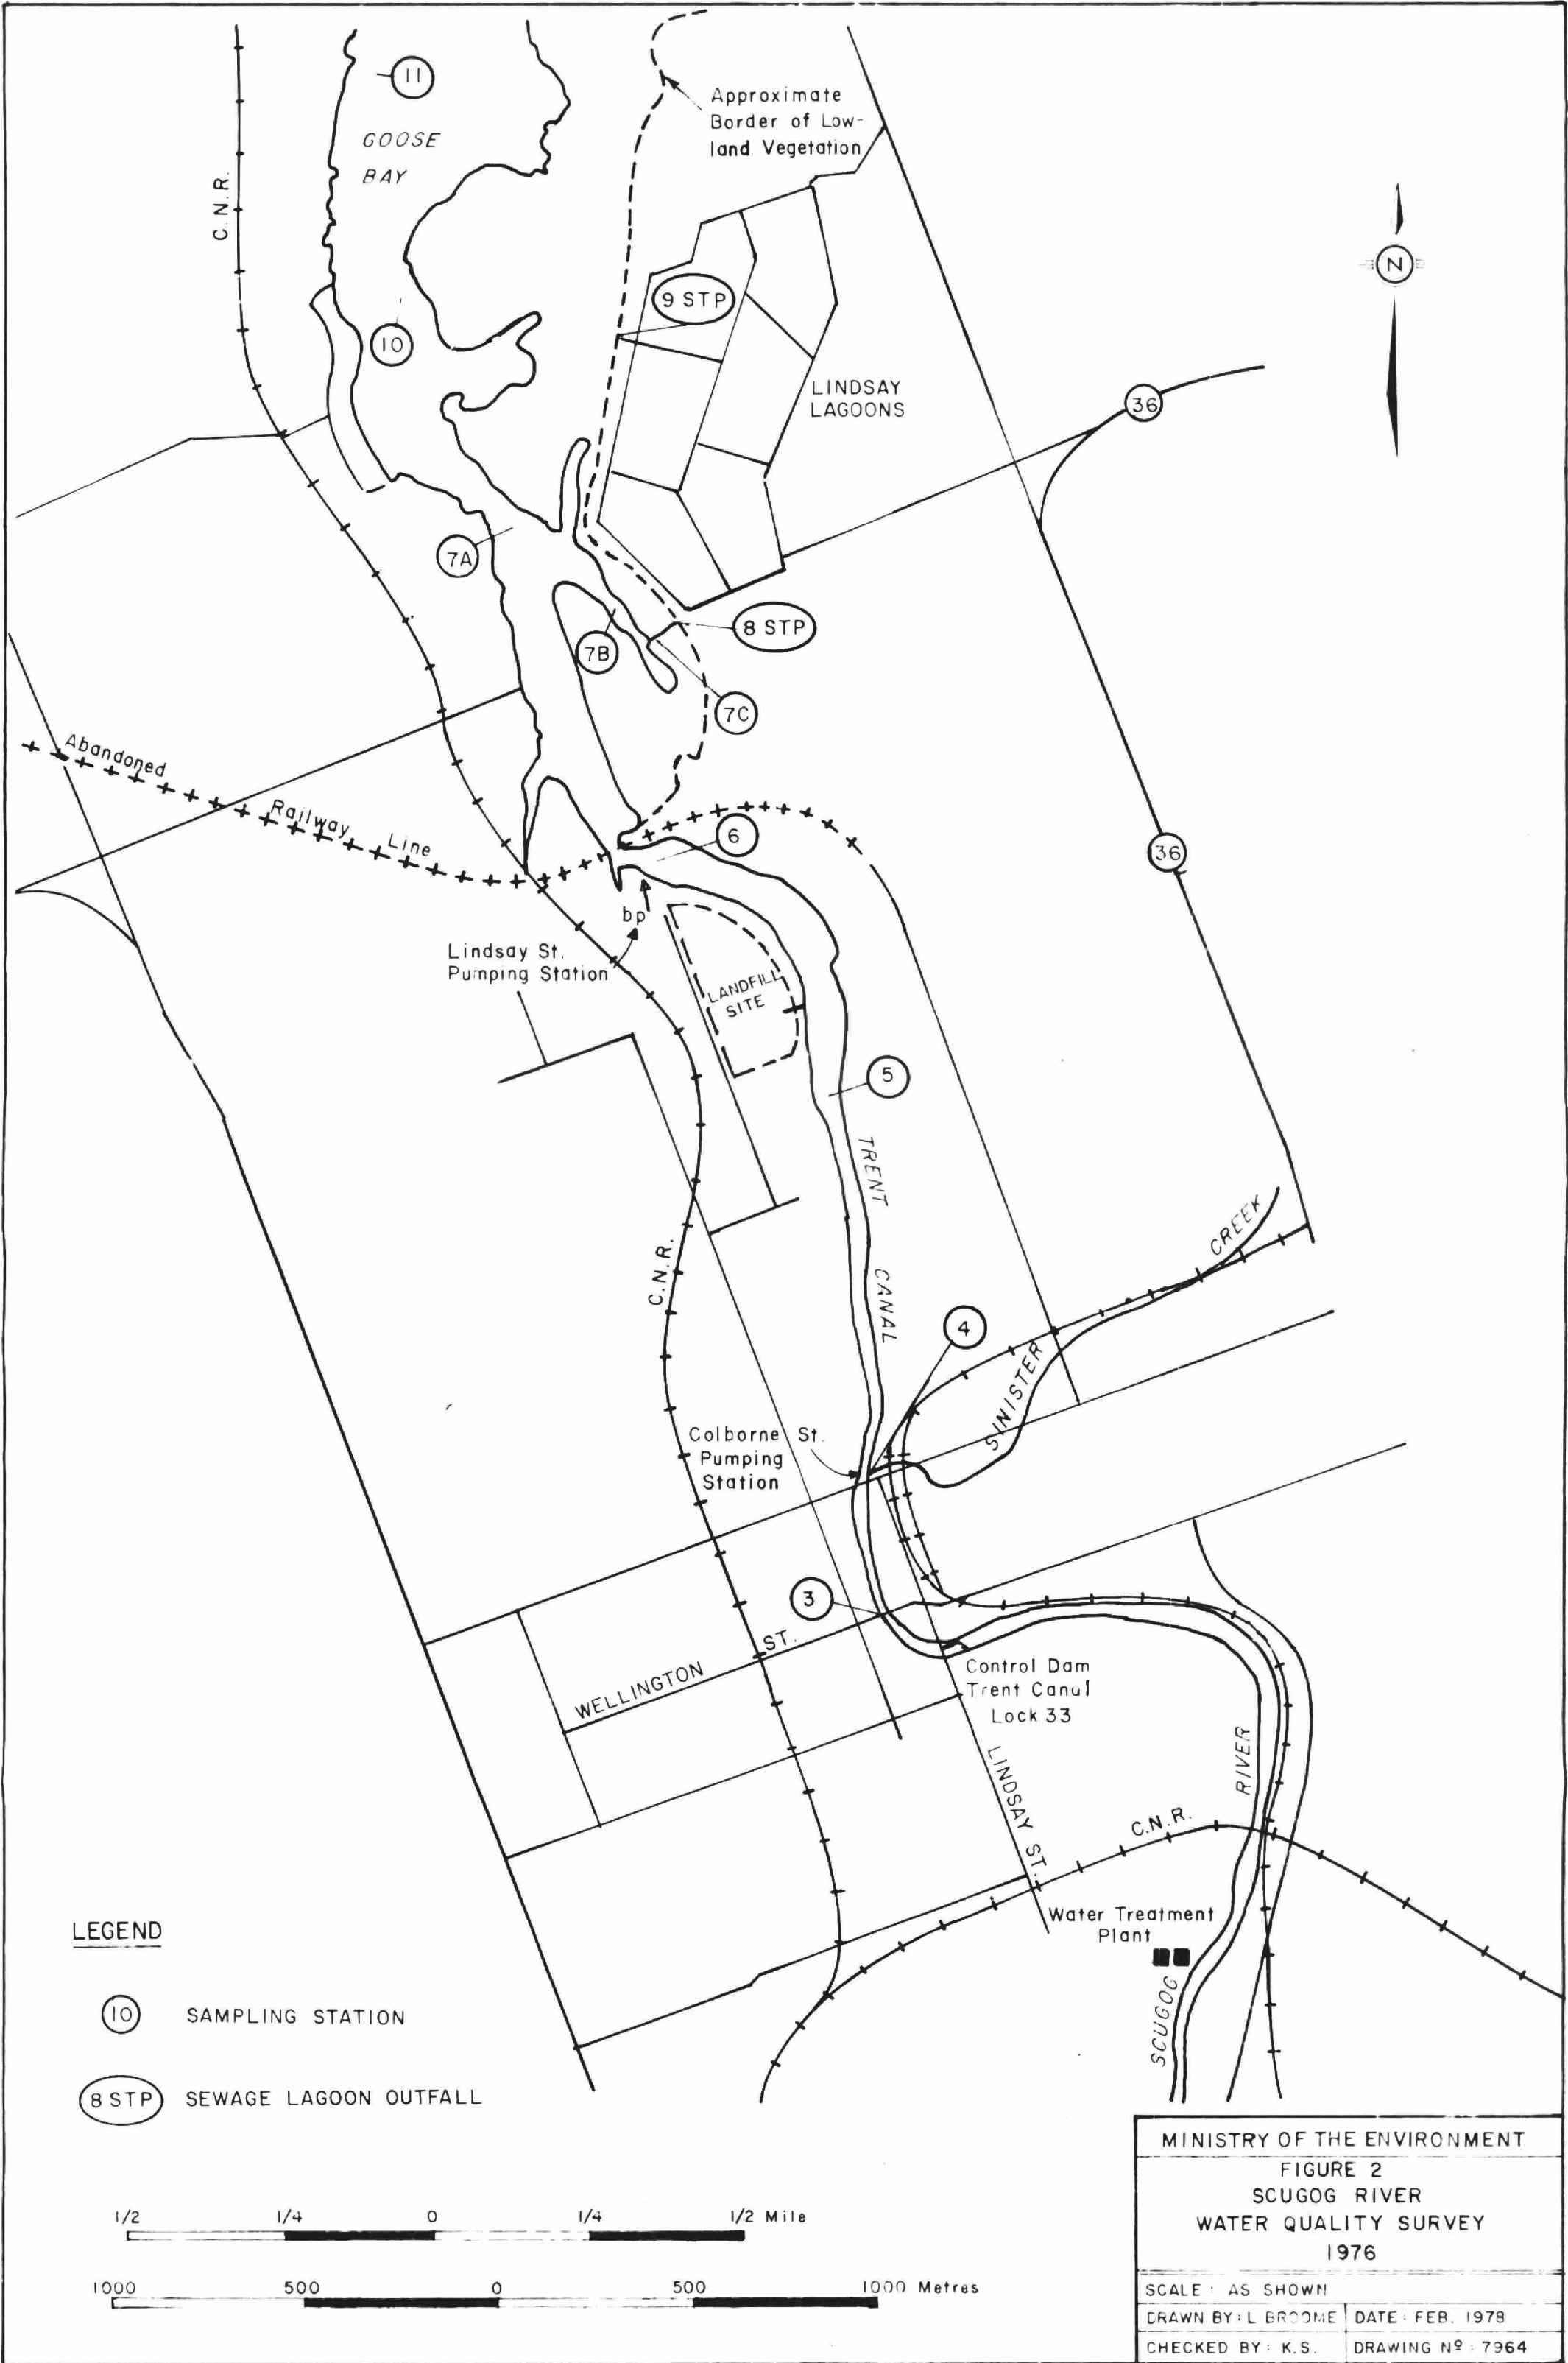 11
GOOSE
BAY
C.N.R.
Approximate
Border of Low-
land Vegetation
N
9 STP
10
LINDSAY
LAGOONS
36
7A
8 STP
7B
7C
Abandoned
Railway
Line
6
36
bp
Lindsay St.
Pumping Station
LANDFILL
SITE
5
TRENT
CANAL
C.N.R.
CREEK
SINISTER
4
Colborne St.
Pumping
Station
3
WELLINGTON ST.
Control Dam
Trent Canal
Lock 33
LINDSAY ST.
RIVER
C.N.R.
Water Treatment
Plant
SCUGOG
LEGEND
10 SAMPLING STATION
8 STP SEWAGE LAGOON OUTFALL
1/2 1/4 0 1/4 1/2 Mile
1000 500 0 500 1000 Metres
MINISTRY OF THE ENVIRONMENT
FIGURE 2
SCUGOG RIVER
WATER QUALITY SURVEY
1976
SCALE : AS SHOWN
DRAWN BY : L BROOME DATE : FEB. 1978
CHECKED BY : K.S. DRAWING Nº : 7964